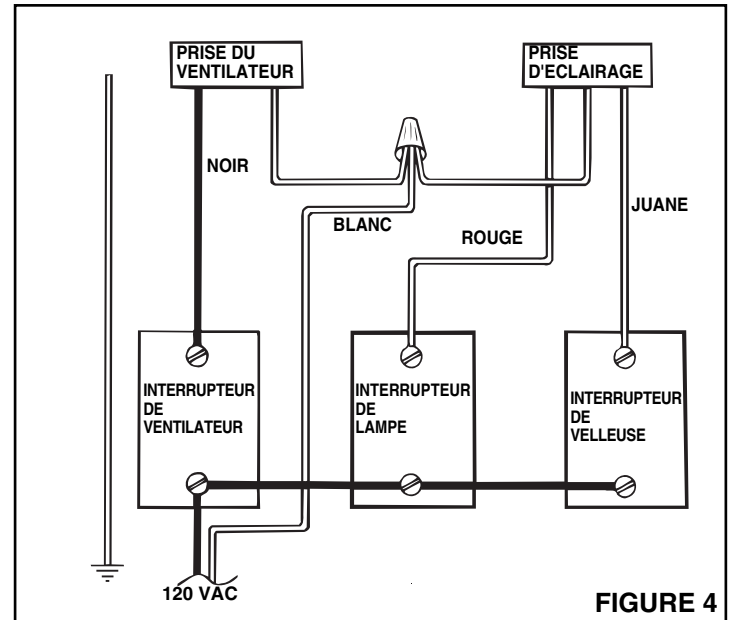 PRISE DU
VENTILATEUR
PRISE
D'ECLAIRAGE
NOIR
BLANC
ROUGE
JUANE
INTERRUPTEUR
DE
VENTILATEUR
INTERRUPTEUR
DE
LAMPE
INTERRUPTEUR
DE
VELLEUSE
120 VAC
FIGURE 4